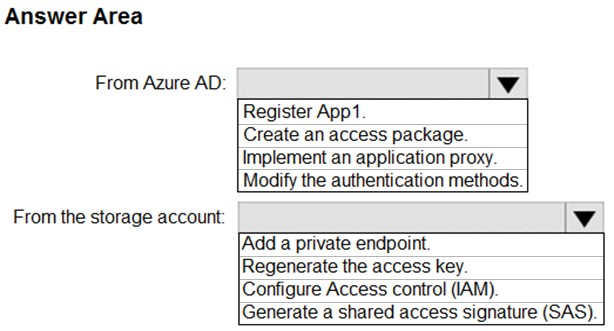 Answer Area
From Azure AD:
Register App1.
Create an access package.
Implement an application proxy.
Modify the authentication methods.
From the storage account:
Add a private endpoint.
Regenerate the access key.
Configure Access control (IAM).
Generate a shared access signature (SAS).